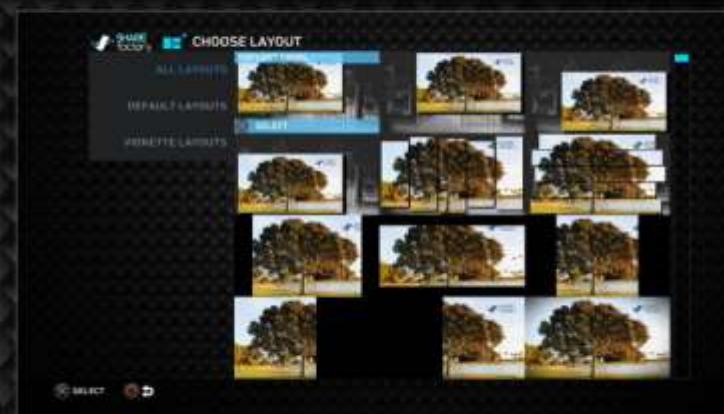 SHARE
factory
CHOOSE LAYOUT
ALL LAYOUTS
DEFAULT LAYOUTS
VIGNETTE LAYOUTS
SELECT
SELECT